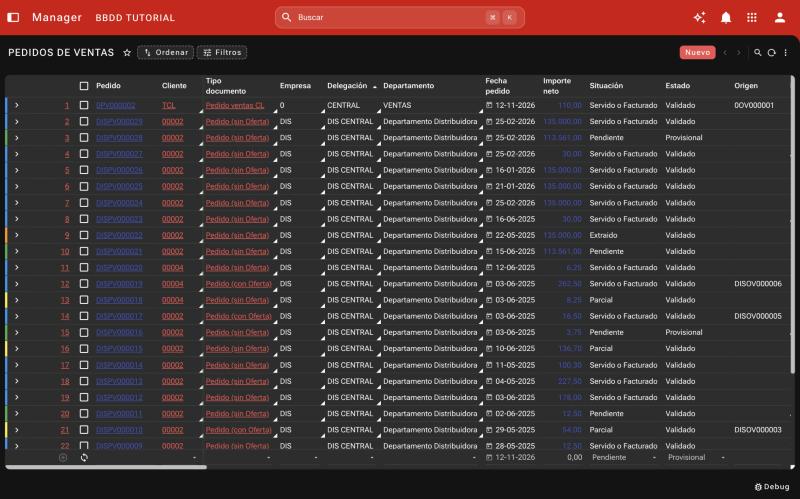 Manager BBDD TUTORIAL Buscar ⌘ K
PEDIDOS DE VENTAS Ordenar Filtros Nuevo
Pedido Cliente Tipo documento Empresa Delegación Departamento Fecha pedido Importe neto Situación Estado Origen
1 0PV000002 TCL Pedido ventas CL 0 CENTRAL VENTAS 12-11-2026 110,00 Servido o Facturado Validado 0OV000001
2 DISPV000029 00002 Pedido (sin Oferta) DIS DIS CENTRAL Departamento Distribuidora 25-02-2026 135.000,00 Servido o Facturado Validado
3 DISPV000028 00002 Pedido (sin Oferta) DIS DIS CENTRAL Departamento Distribuidora 25-02-2026 113.561,00 Pendiente Provisional
4 DISPV000027 00002 Pedido (sin Oferta) DIS DIS CENTRAL Departamento Distribuidora 25-02-2026 30,00 Servido o Facturado Validado
5 DISPV000026 00002 Pedido (sin Oferta) DIS DIS CENTRAL Departamento Distribuidora 16-01-2026 135.000,00 Servido o Facturado Validado
6 DISPV000025 00002 Pedido (sin Oferta) DIS DIS CENTRAL Departamento Distribuidora 21-01-2026 135.000,00 Servido o Facturado Validado
7 DISPV000024 00002 Pedido (sin Oferta) DIS DIS CENTRAL Departamento Distribuidora 25-02-2026 135.000,00 Servido o Facturado Validado
8 DISPV000023 00002 Pedido (sin Oferta) DIS DIS CENTRAL Departamento Distribuidora 16-06-2025 30,00 Servido o Facturado Validado
9 DISPV000022 00002 Pedido (sin Oferta) DIS DIS CENTRAL Departamento Distribuidora 22-05-2025 135.000,00 Extraido Validado
10 DISPV000021 00002 Pedido (sin Oferta) DIS DIS CENTRAL Departamento Distribuidora 15-06-2025 113.561,00 Pendiente Validado
11 DISPV000020 00004 Pedido (sin Oferta) DIS DIS CENTRAL Departamento Distribuidora 12-06-2025 6,25 Servido o Facturado Validado
12 DISPV000019 00004 Pedido (con Oferta) DIS DIS CENTRAL Departamento Distribuidora 03-06-2025 262,50 Servido o Facturado Validado DISOV000006
13 DISPV000018 00004 Pedido (sin Oferta) DIS DIS CENTRAL Departamento Distribuidora 03-06-2025 8,25 Parcial Validado
14 DISPV000017 00002 Pedido (con Oferta) DIS DIS CENTRAL Departamento Distribuidora 03-06-2025 16,50 Servido o Facturado Validado DISOV000005
15 DISPV000016 00002 Pedido (sin Oferta) DIS DIS CENTRAL Departamento Distribuidora 03-06-2025 3,75 Pendiente Provisional
16 DISPV000015 00002 Pedido (sin Oferta) DIS DIS CENTRAL Departamento Distribuidora 10-06-2025 136,70 Parcial Validado
17 DISPV000014 00002 Pedido (sin Oferta) DIS DIS CENTRAL Departamento Distribuidora 11-05-2025 100,30 Servido o Facturado Validado
18 DISPV000013 00002 Pedido (sin Oferta) DIS DIS CENTRAL Departamento Distribuidora 04-05-2025 227,50 Servido o Facturado Validado
19 DISPV000012 00002 Pedido (sin Oferta) DIS DIS CENTRAL Departamento Distribuidora 03-06-2025 178,00 Servido o Facturado Validado
20 DISPV000011 00002 Pedido (sin Oferta) DIS DIS CENTRAL Departamento Distribuidora 02-06-2025 12,50 Pendiente Validado
21 DISPV000010 00002 Pedido (con Oferta) DIS DIS CENTRAL Departamento Distribuidora 29-05-2025 54,00 Parcial Validado DISOV000003
22 DISPV000009 00002 Pedido (sin Oferta) DIS DIS CENTRAL Departamento Distribuidora 28-05-2025 12,50 Servido o Facturado Validado
- - - - - 12-11-2026 0,00 Pendiente - Provisional -
Debug